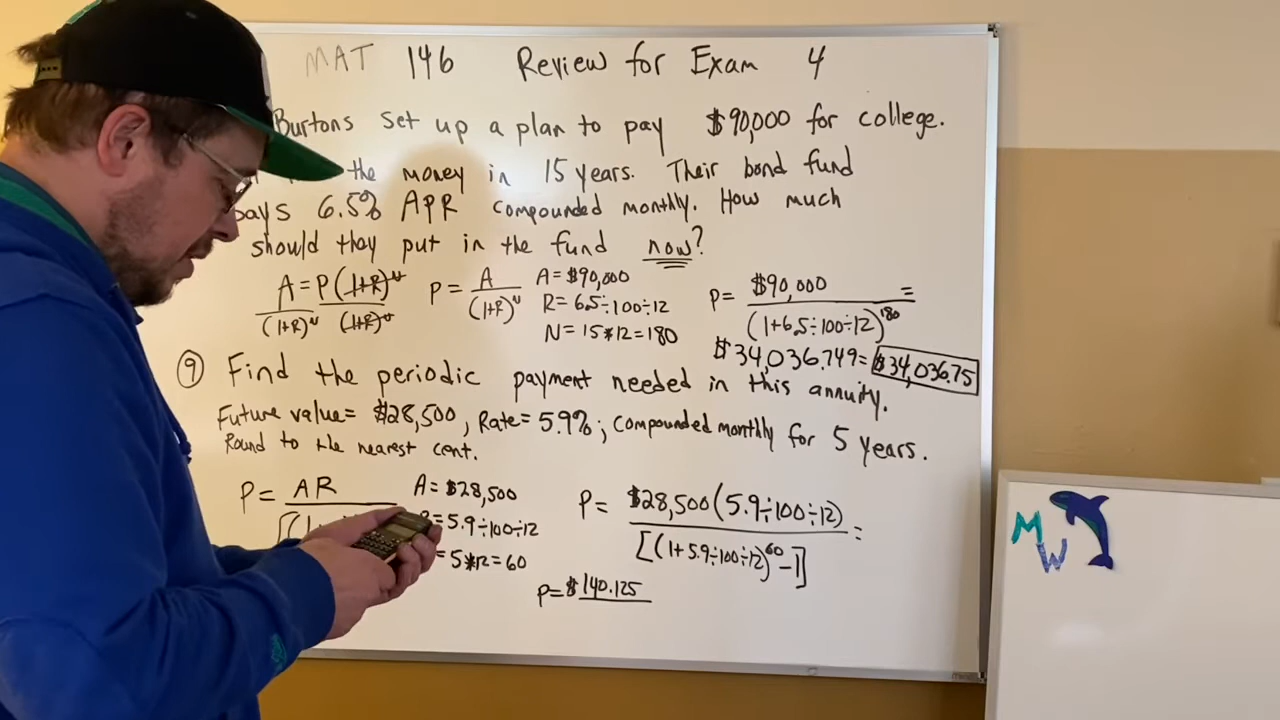 MAT 146 Review for Exam 4
Burtons set up a plan to pay $90,000 for college.
the money in 15 years. Their bond fund
pays 6.5% APR compounded monthly. How much
should they put in the fund now?
A = P(1+R)^N
(1+R)^N (1+R)^N
P = A
(1+R)^N
A = $90,000
R = 6.5÷100÷12
N = 15*12=180
P = $90,000 =
(1+6.5÷100÷12)^180
$34,036.749= $34,036.75
⑨ Find the periodic payment needed in this annuity.
Future value = $28,500, Rate = 5.9%; Compounded monthly for 5 years.
Round to the nearest cent.
P = AR
[(1
A = $28,500
= 5.9÷100÷12
= 5*12=60
P = $28,500(5.9÷100÷12) =
[(1+5.9÷100÷12)^60 -1]
P=$140.125
MW